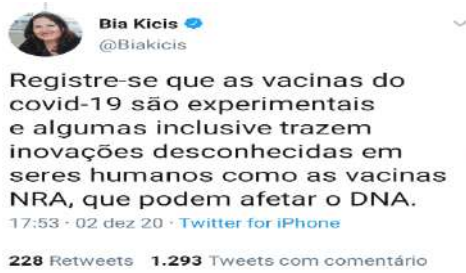 Bia Kicis
@Biakicis
Registre-se que as vacinas do
covid-19 são experimentais
e algumas inclusive trazem
inovações desconhecidas em
seres humanos como as vacinas
NRA, que podem afetar o DNA.
17:53 · 02 dez 20 · Twitter for iPhone
228 Retweets 1.293 Tweets com comentário